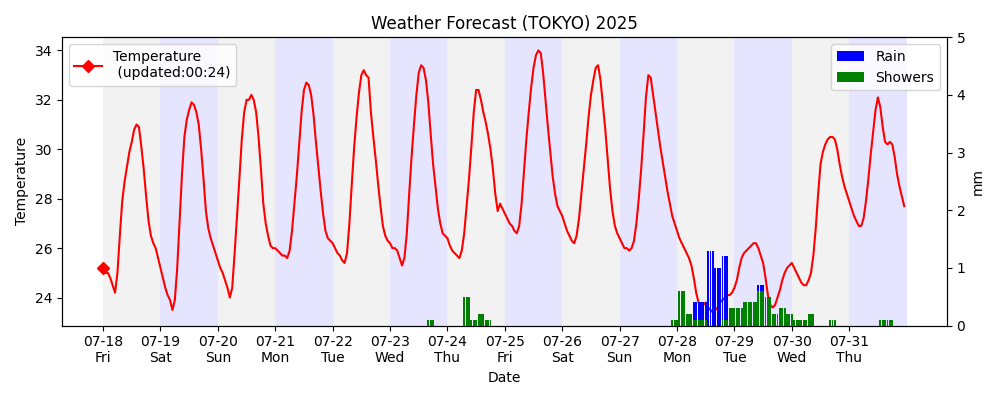 Weather Forecast (TOKYO) 2025
Temperature
(updated:00:24)
Rain
Showers
34
32
30
28
26
24
Temperature
5
4
3
2
1
0
mm
07-18 07-19 07-20 07-21 07-22 07-23 07-24 07-25 07-26 07-27 07-28 07-29 07-30 07-31
Fri Sat Sun Mon Tue Wed Thu Fri Sat Sun Mon Tue Wed Thu
Date